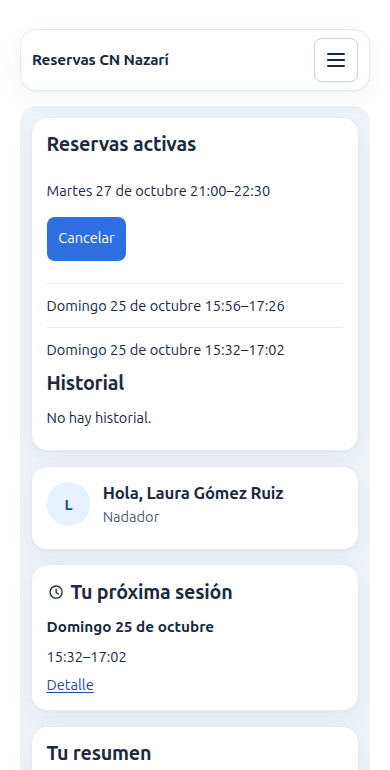 Reservas CN Nazarí
Reservas activas
Martes 27 de octubre 21:00–22:30
Cancelar
Domingo 25 de octubre 15:56–17:26
Domingo 25 de octubre 15:32–17:02
Historial
No hay historial.
L
Hola, Laura Gómez Ruiz
Nadador
Tu próxima sesión
Domingo 25 de octubre
15:32–17:02
Detalle
Tu resumen